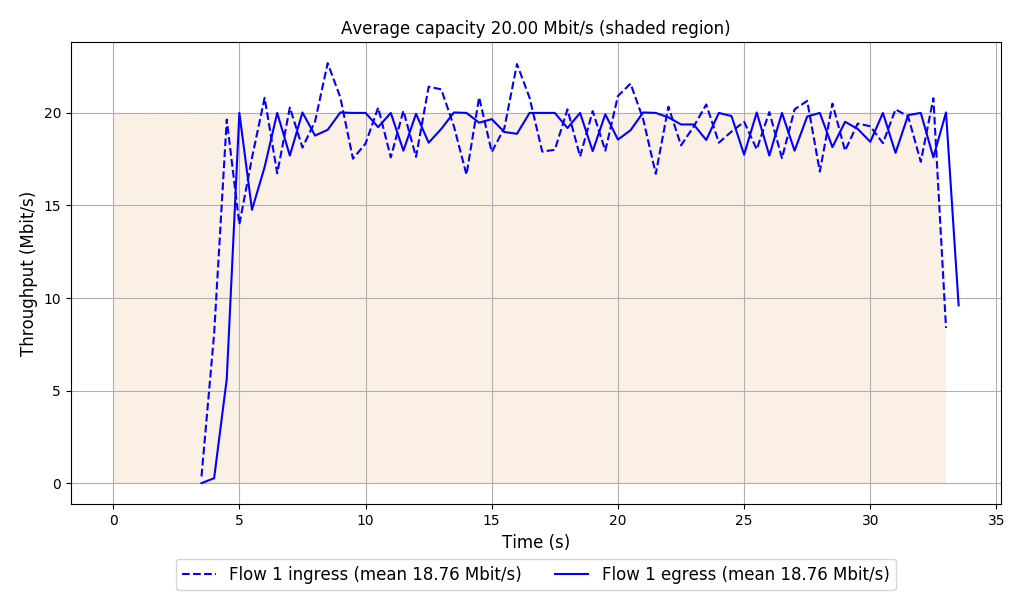 Average capacity 20.00 Mbit/s (shaded region)
Throughput (Mbit/s)
20
15
10
5
0
0 5 10 15 20 25 30 35
Time (s)
Flow 1 ingress (mean 18.76 Mbit/s) Flow 1 egress (mean 18.76 Mbit/s)